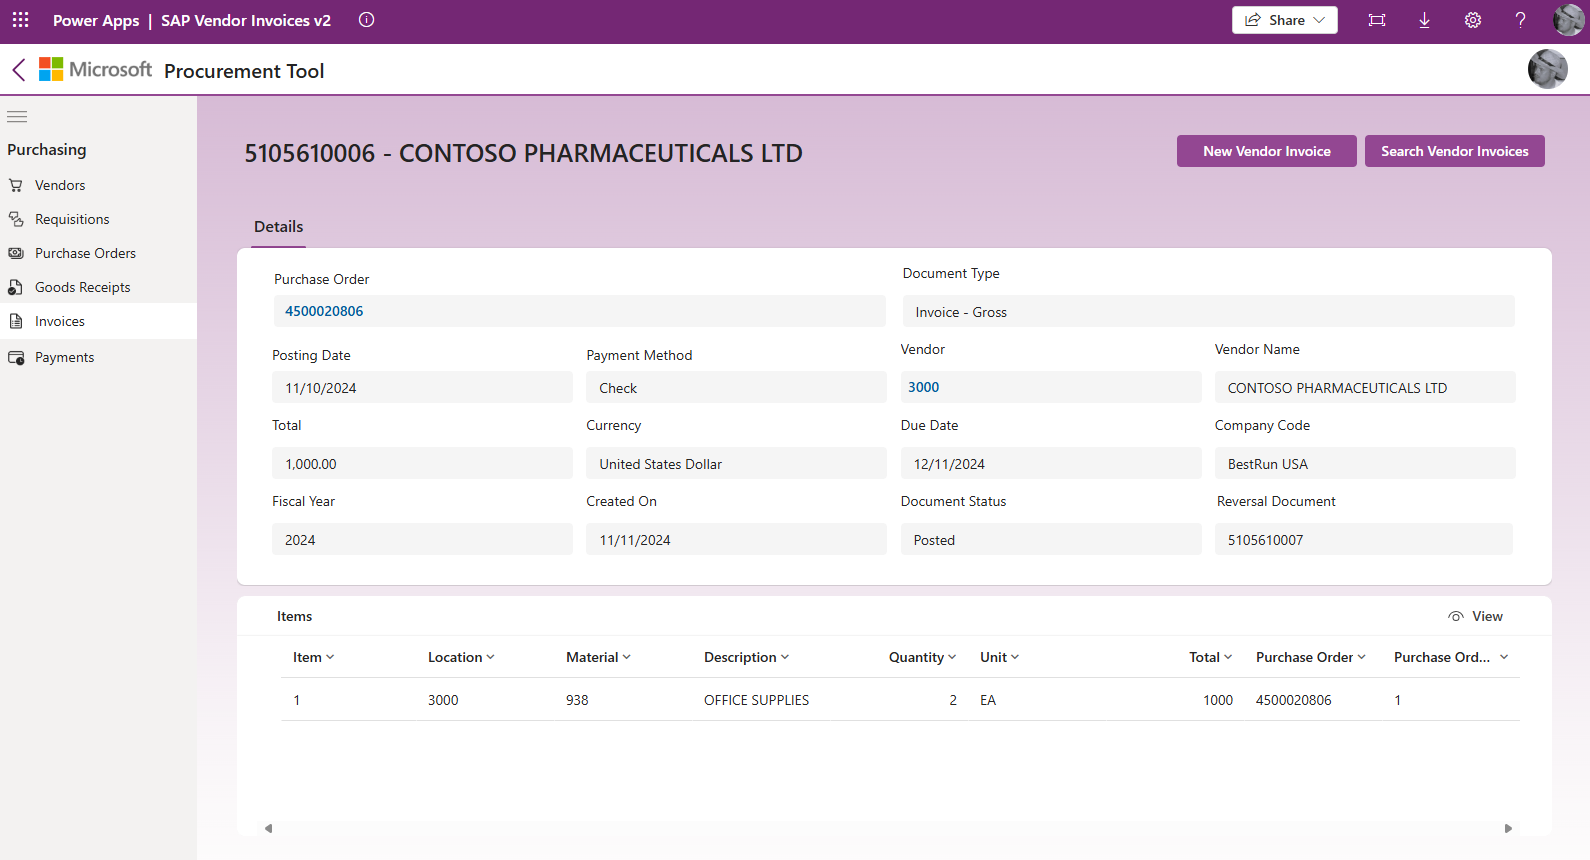 Power Apps | SAP Vendor Invoices v2
Share
Microsoft Procurement Tool
Purchasing
Vendors
Requisitions
Purchase Orders
Goods Receipts
Invoices
Payments
5105610006 - CONTOSO PHARMACEUTICALS LTD
New Vendor Invoice
Search Vendor Invoices
Details
Purchase Order
4500020806
Document Type
Invoice - Gross
Posting Date
11/10/2024
Payment Method
Check
Vendor
3000
Vendor Name
CONTOSO PHARMACEUTICALS LTD
Total
1,000.00
Currency
United States Dollar
Due Date
12/11/2024
Company Code
BestRun USA
Fiscal Year
2024
Created On
11/11/2024
Document Status
Posted
Reversal Document
5105610007
Items
View
Item Location Material Description Quantity Unit Total Purchase Order Purchase Ord...
1 3000 938 OFFICE SUPPLIES 2 EA 1000 4500020806 1